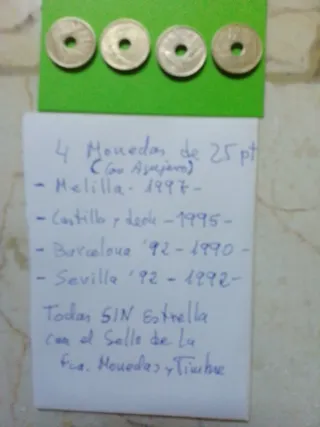 4 Monedas de 25 pt
(Con Agujero)
- Melilla - 1997 -
- Castilla y León - 1995 -
- Barcelona '92 - 1990 -
- Sevilla '92 - 1992 -
Todas SIN Estrella
con el Sello de La
Fca. Monedas y Timbre